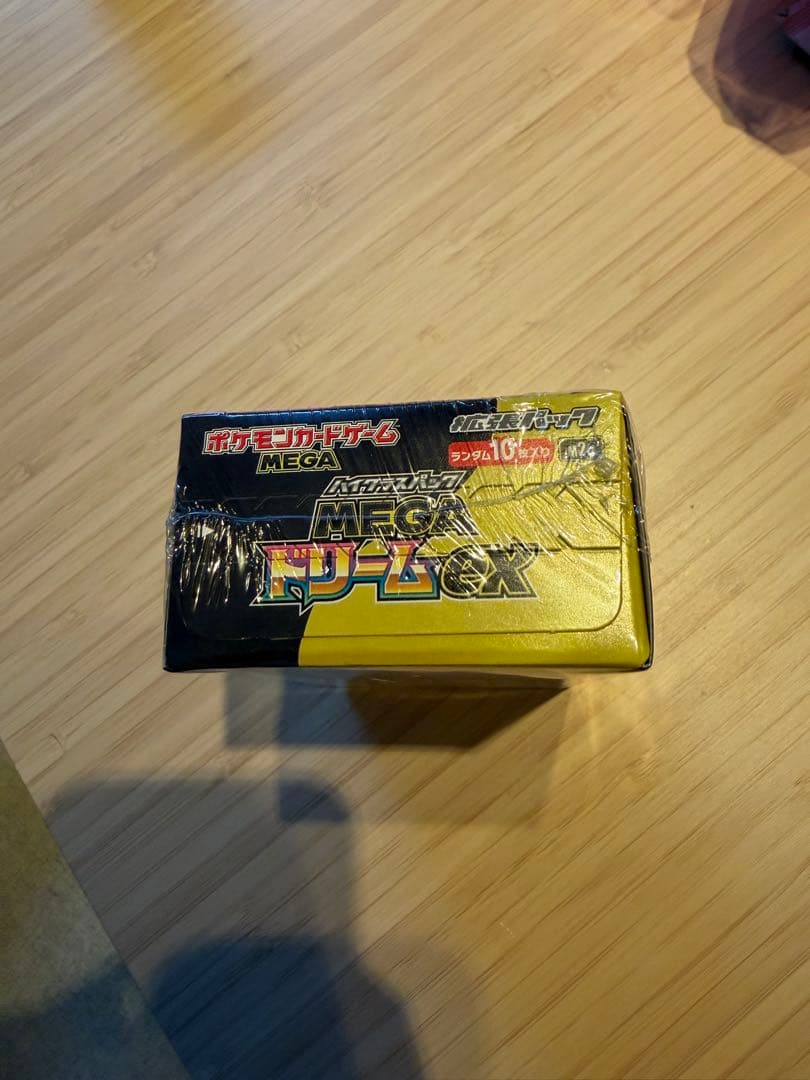 ポケモンカードゲーム
MEGA
拡張パック
ランダム10枚入り
M2a
ハイクラスパック
MEGA
ドリームex